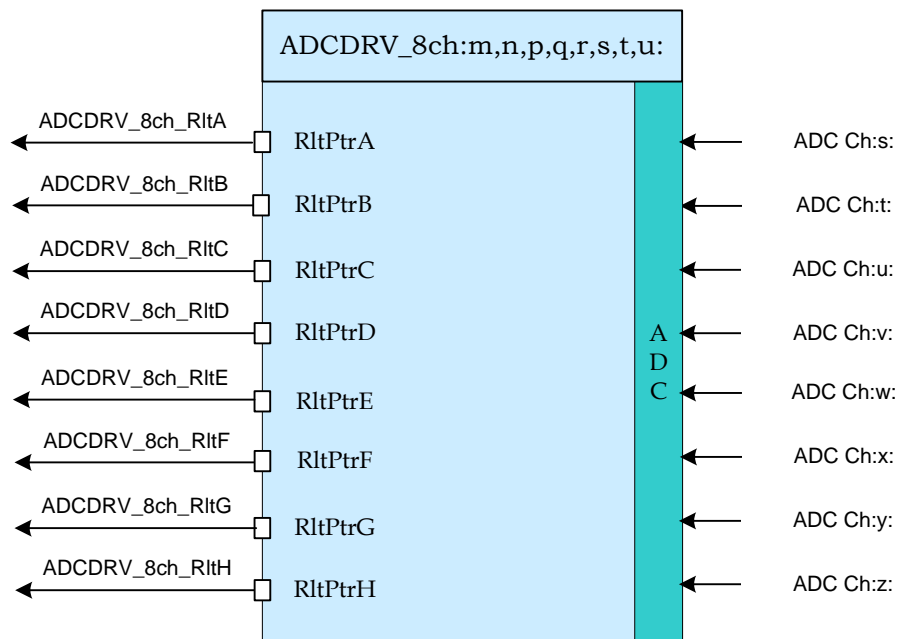 ADCDRV_8ch:m,n,p,q,r,s,t,u:
ADCDRV_8ch_RltA
RltPtrA
ADC Ch:s:
ADCDRV_8ch_RltB
RltPtrB
ADC Ch:t:
ADCDRV_8ch_RltC
RltPtrC
ADC Ch:u:
ADCDRV_8ch_RltD
RltPtrD
ADC Ch:v:
A
D
C
ADCDRV_8ch_RltE
RltPtrE
ADC Ch:w:
ADCDRV_8ch_RltF
RltPtrF
ADC Ch:x:
ADCDRV_8ch_RltG
RltPtrG
ADC Ch:y:
ADCDRV_8ch_RltH
RltPtrH
ADC Ch:z: